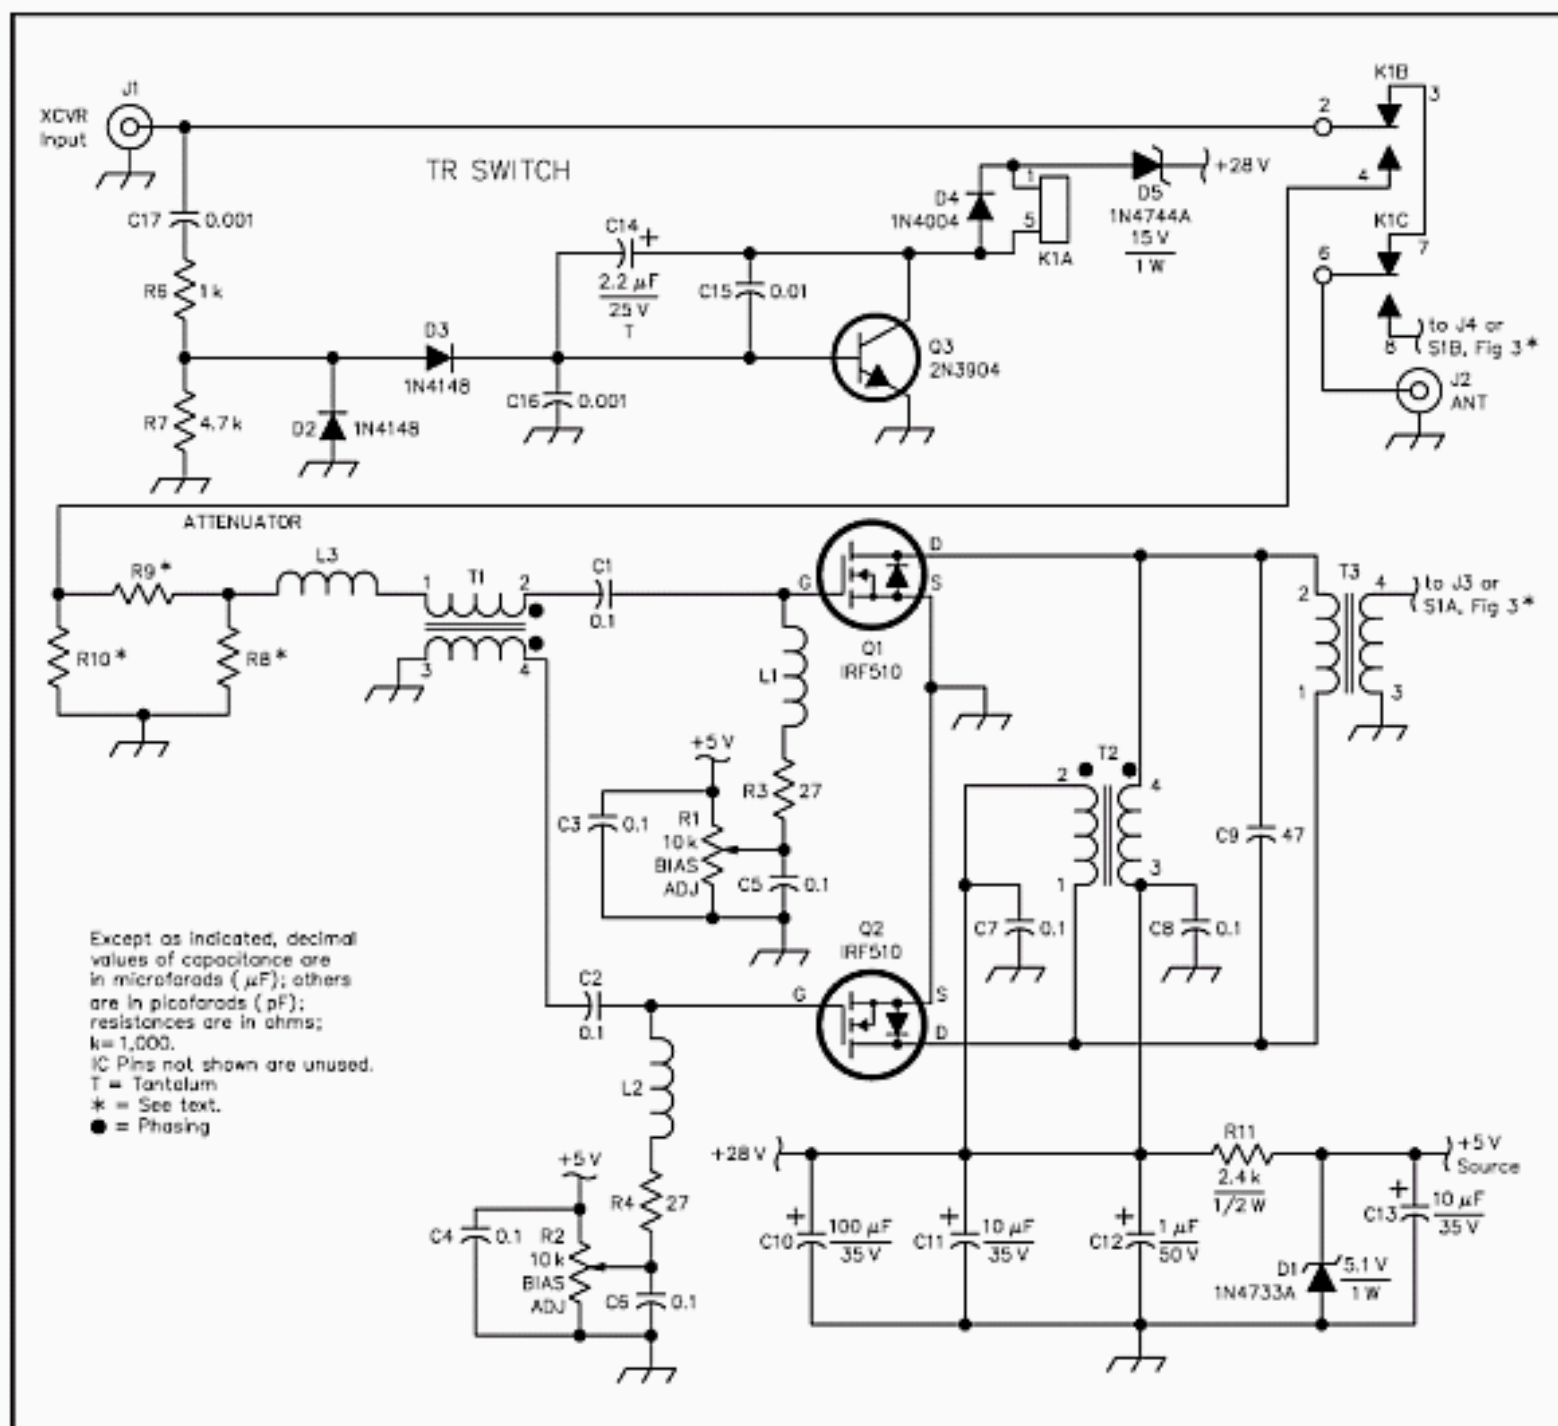 J1
XCVR
Input
TR SWITCH
C17 0.001
R6 1 k
R7 4.7 k
D2 1N4148
D3
1N4148
C14 +
2.2 µF
25 V
T
C15 0.01
C16 0.001
Q3
2N3904
D4
1N4004
1
5
K1A
D5
1N4744A
15 V
1 W
+28 V
K1B
2
3
4
K1C
6
7
8
to J4 or
S1B, Fig 3*
J2
ANT
ATTENUATOR
R9*
R10*
R8*
L3
1 T1 2
3 4
C1
0.1
G
D
S
Q1
IRF510
L1
+5 V
R3 27
C3 0.1
R1
10 k
BIAS
ADJ
C5 0.1
T3
2 4
1 3
to J3 or
S1A, Fig 3*
T2
2 4
1 3
C7 0.1
C8 0.1
C9 47
Q2
IRF510
G
S
D
C2
0.1
L2
+5 V
R4 27
C4 0.1
R2
10 k
BIAS
ADJ
C6 0.1
Except as indicated, decimal
values of capacitance are
in microfarads ( µF); others
are in picofarads ( pF);
resistances are in ohms;
k=1,000.
IC Pins not shown are unused.
T = Tantalum
* = See text.
● = Phasing
+28 V
R11
2.4 k
1/2 W
+5 V
Source
+
C10 100 µF
35 V
+
C11 10 µF
35 V
+
C12 1 µF
50 V
D1
1N4733A
5.1 V
1 W
+
C13 10 µF
35 V